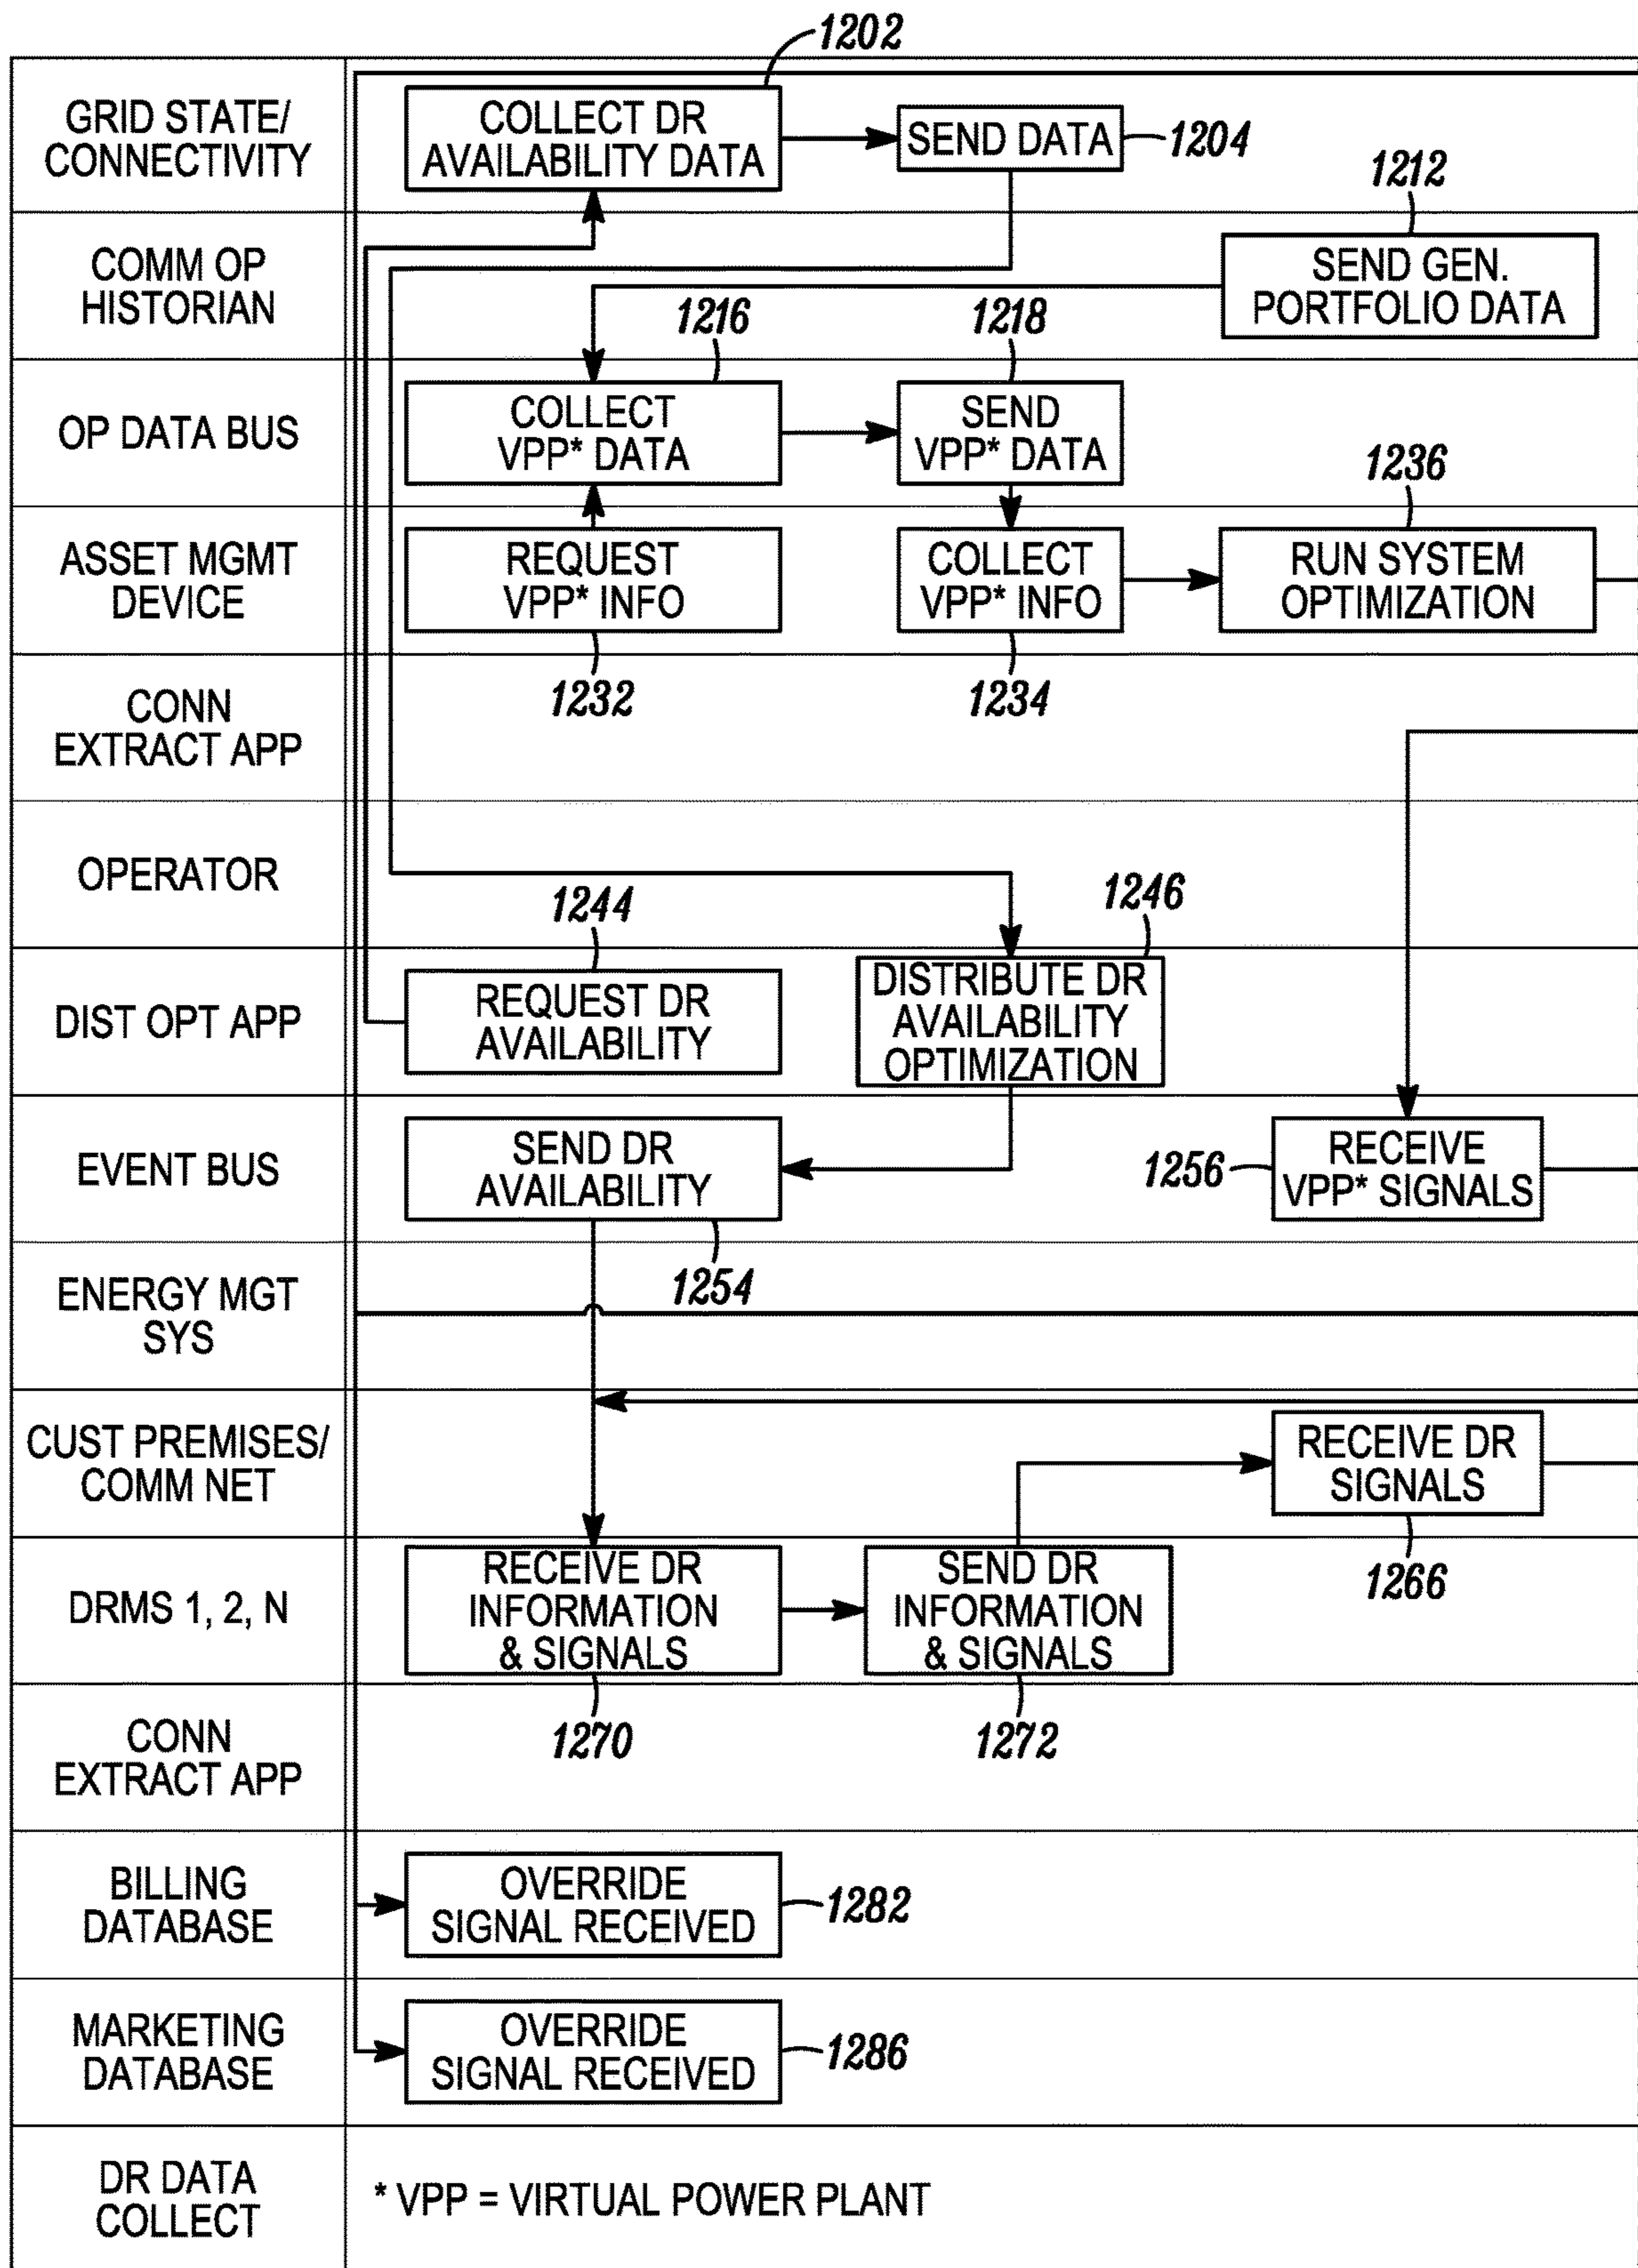 1202
GRID STATE/
CONNECTIVITY
COLLECT DR
AVAILABILITY DATA
SEND DATA
1204
1212
COMM OP
HISTORIAN
SEND GEN.
PORTFOLIO DATA
1216
1218
OP DATA BUS
COLLECT
VPP* DATA
SEND
VPP* DATA
1236
ASSET MGMT
DEVICE
REQUEST
VPP* INFO
COLLECT
VPP* INFO
RUN SYSTEM
OPTIMIZATION
1232
1234
CONN
EXTRACT APP
OPERATOR
1244
1246
DIST OPT APP
REQUEST DR
AVAILABILITY
DISTRIBUTE DR
AVAILABILITY
OPTIMIZATION
EVENT BUS
SEND DR
AVAILABILITY
1256
RECEIVE
VPP* SIGNALS
1254
ENERGY MGT
SYS
CUST PREMISES/
COMM NET
RECEIVE DR
SIGNALS
1266
DRMS 1, 2, N
RECEIVE DR
INFORMATION
& SIGNALS
SEND DR
INFORMATION
& SIGNALS
1270
1272
CONN
EXTRACT APP
BILLING
DATABASE
OVERRIDE
SIGNAL RECEIVED
1282
MARKETING
DATABASE
OVERRIDE
SIGNAL RECEIVED
1286
DR DATA
COLLECT
* VPP = VIRTUAL POWER PLANT